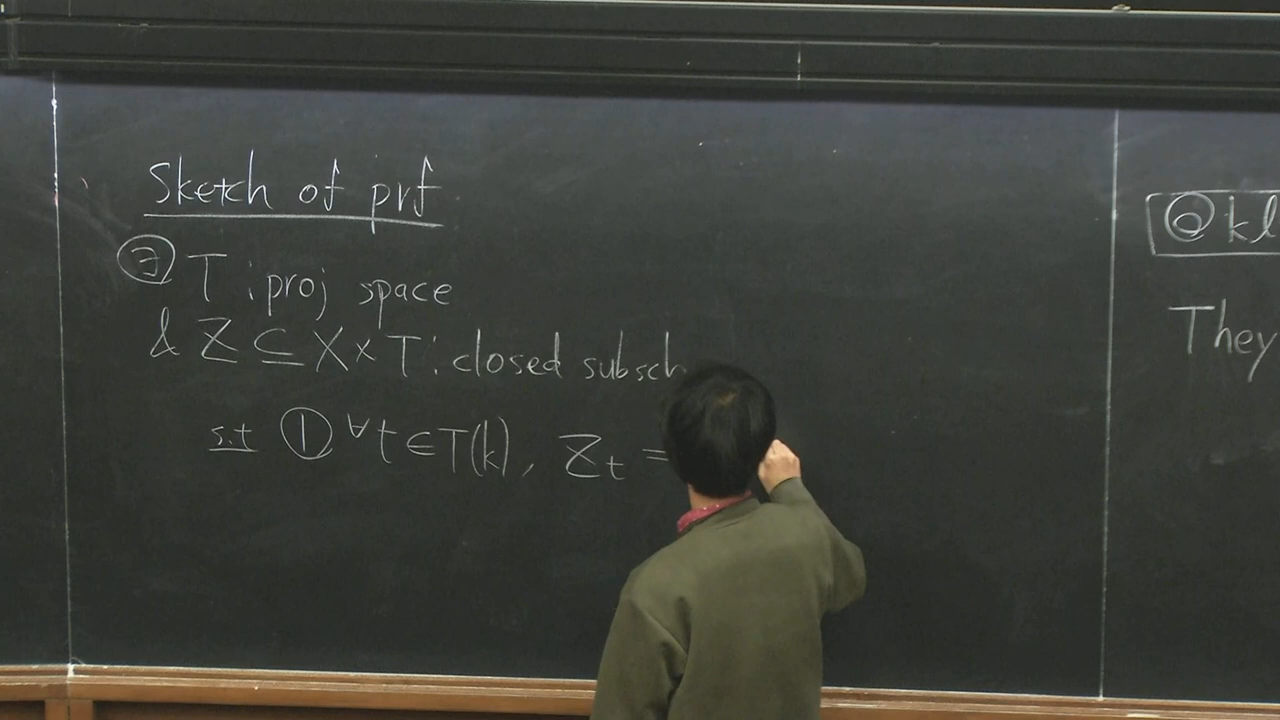 Sketch of prf
∃ T : proj space
& Z ⊆ X × T : closed subsch
s.t ① ∀t ∈ T(k), Z_t =
@ kl
They